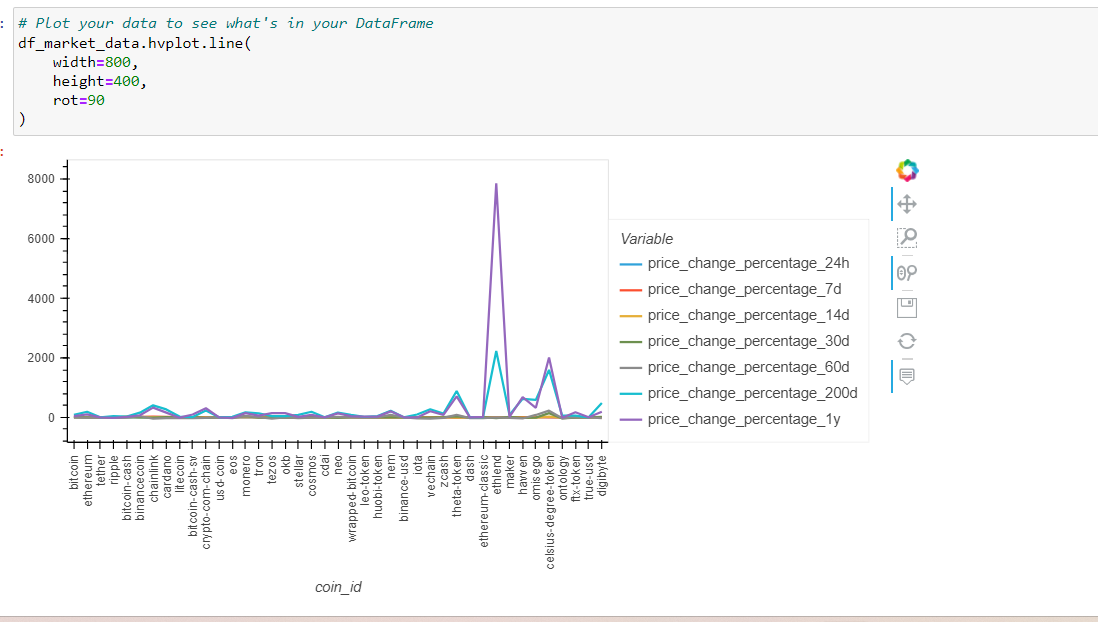 # Plot your data to see what's in your DataFrame
df_market_data.hvplot.line(
    width=800,
    height=400,
    rot=90
)
8000
6000
4000
2000
0
Variable
price_change_percentage_24h
price_change_percentage_7d
price_change_percentage_14d
price_change_percentage_30d
price_change_percentage_60d
price_change_percentage_200d
price_change_percentage_1y
bitcoin
ethereum
tether
ripple
bitcoin-cash
binancecoin
chainlink
cardano
litecoin
bitcoin-cash-sv
crypto-com-chain
usd-coin
eos
monero
tron
tezos
okb
stellar
cosmos
cdai
neo
wrapped-bitcoin
leo-token
huobi-token
nem
binance-usd
iota
vechain
zcash
theta-token
dash
ethereum-classic
ethlend
maker
havven
omisego
celsius-degree-token
ontology
ftx-token
true-usd
digibyte
coin_id